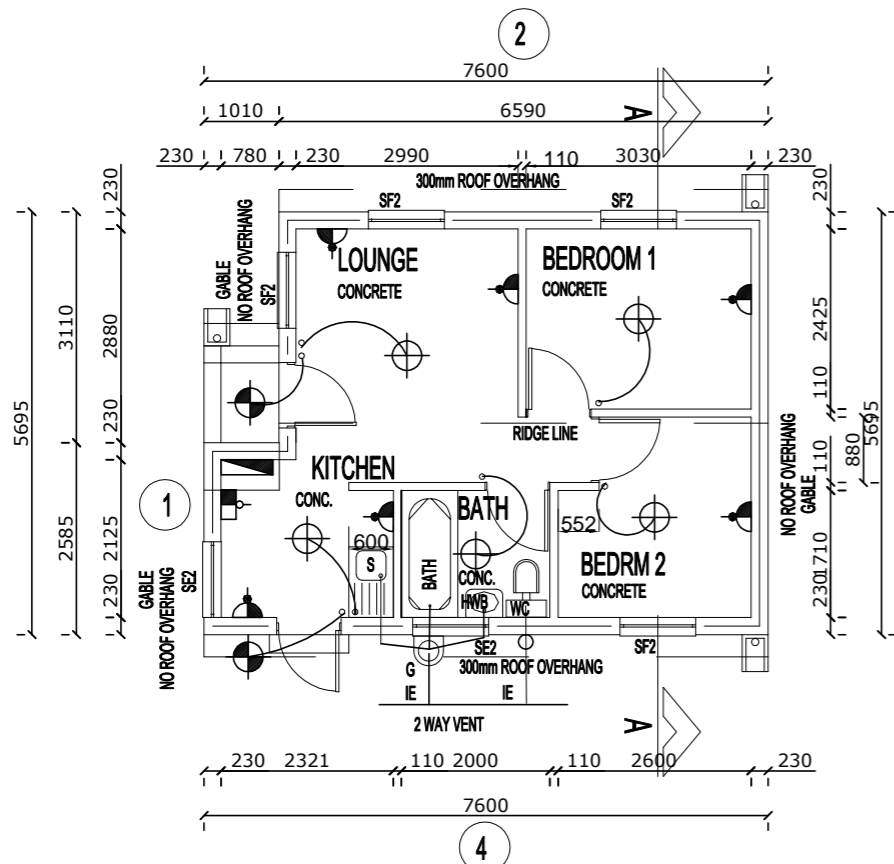 2
7600
1010 6590
230 780 230 2990 110 3030 230
300mm ROOF OVERHANG
SF2 SF2
A
230
230
GABLE
NO ROOF OVERHANG
SF2
LOUNGE
CONCRETE
BEDROOM 1
CONCRETE
5695
3110
2880
230
2585
2125
230
2425
110
880
110
1710
230
5695
RIDGE LINE
NO ROOF OVERHANG
GABLE
KITCHEN
CONC.
1
600
S
BATH
BATH
CONC.
HWB
WC
552
BEDRM 2
CONCRETE
GABLE
NO ROOF OVERHANG
SE2
SE2
SF2
G
300mm ROOF OVERHANG
IE IE
2 WAY VENT
A
230 2321 110 2000 110 2600 230
7600
4